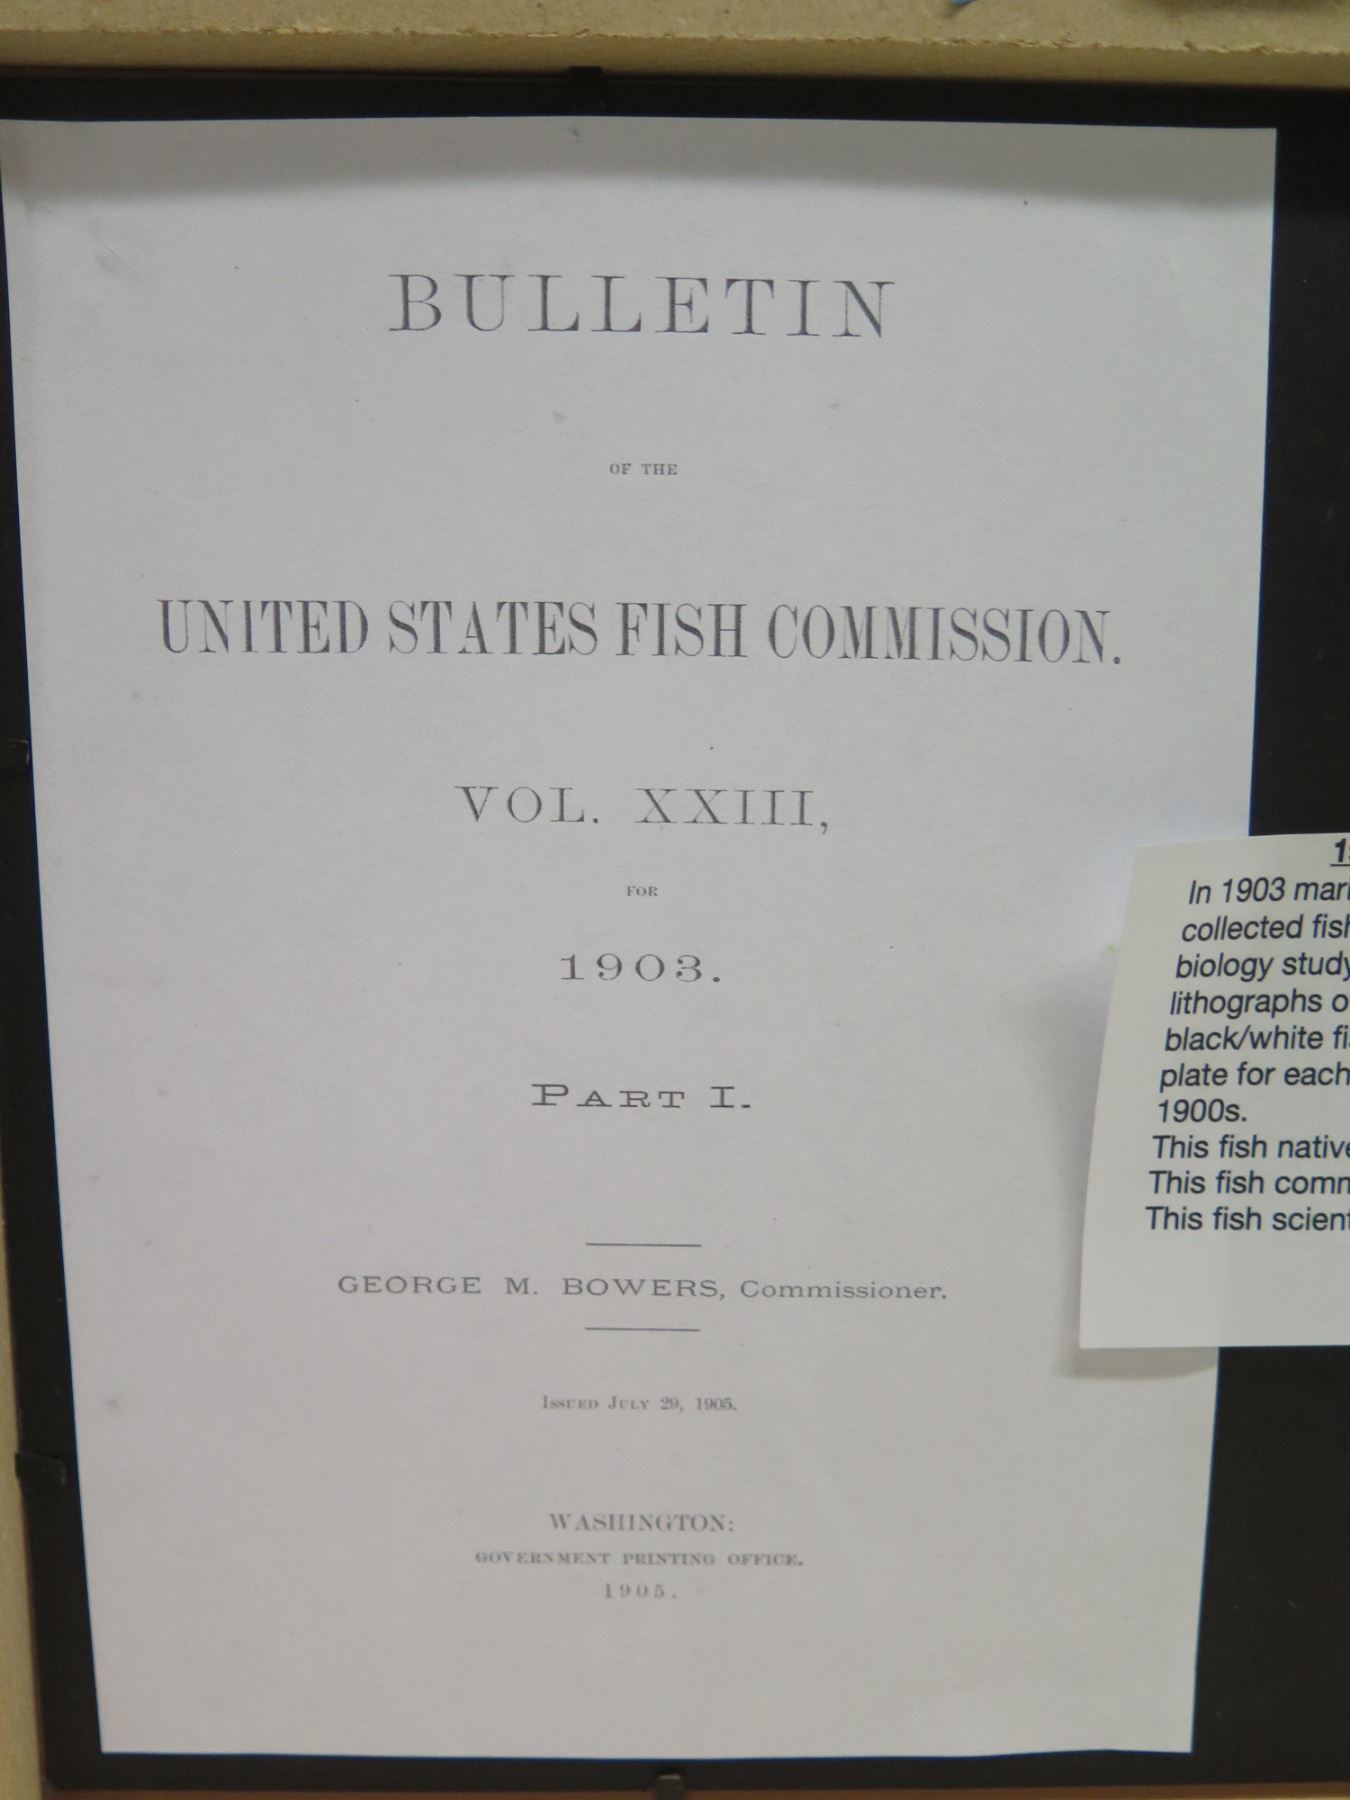 BULLETIN
OF THE
UNITED STATES FISH COMMISSION.
VOL. XXIII,
FOR
1903.
PART I.
GEORGE M. BOWERS, Commissioner.
ISSUED JULY 29, 1905.
WASHINGTON:
GOVERNMENT PRINTING OFFICE.
1905.
In 1903
collected
biology study
lithographs
black/white
plate for each
1900s.
This fish
This fish
This fish